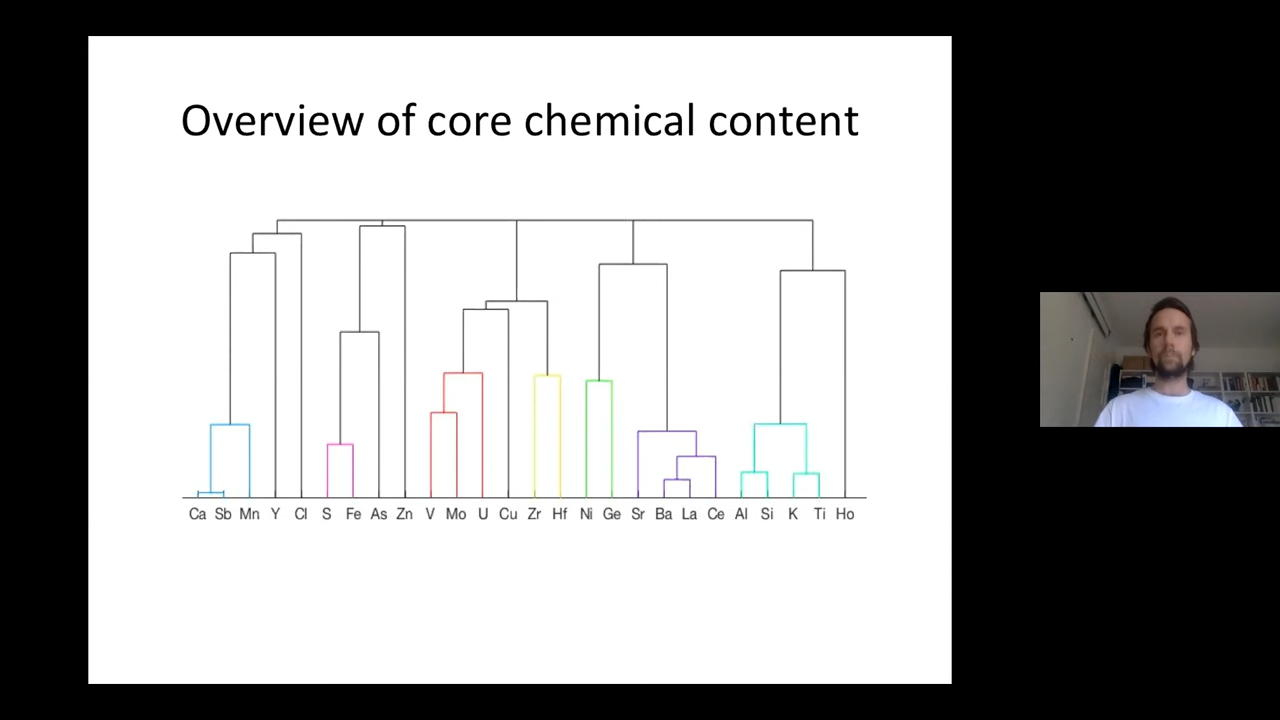 Overview of core chemical content
Ca Sb Mn Y Cl S Fe As Zn V Mo U Cu Zr Hf Ni Ge Sr Ba La Ce Al Si K Ti Ho